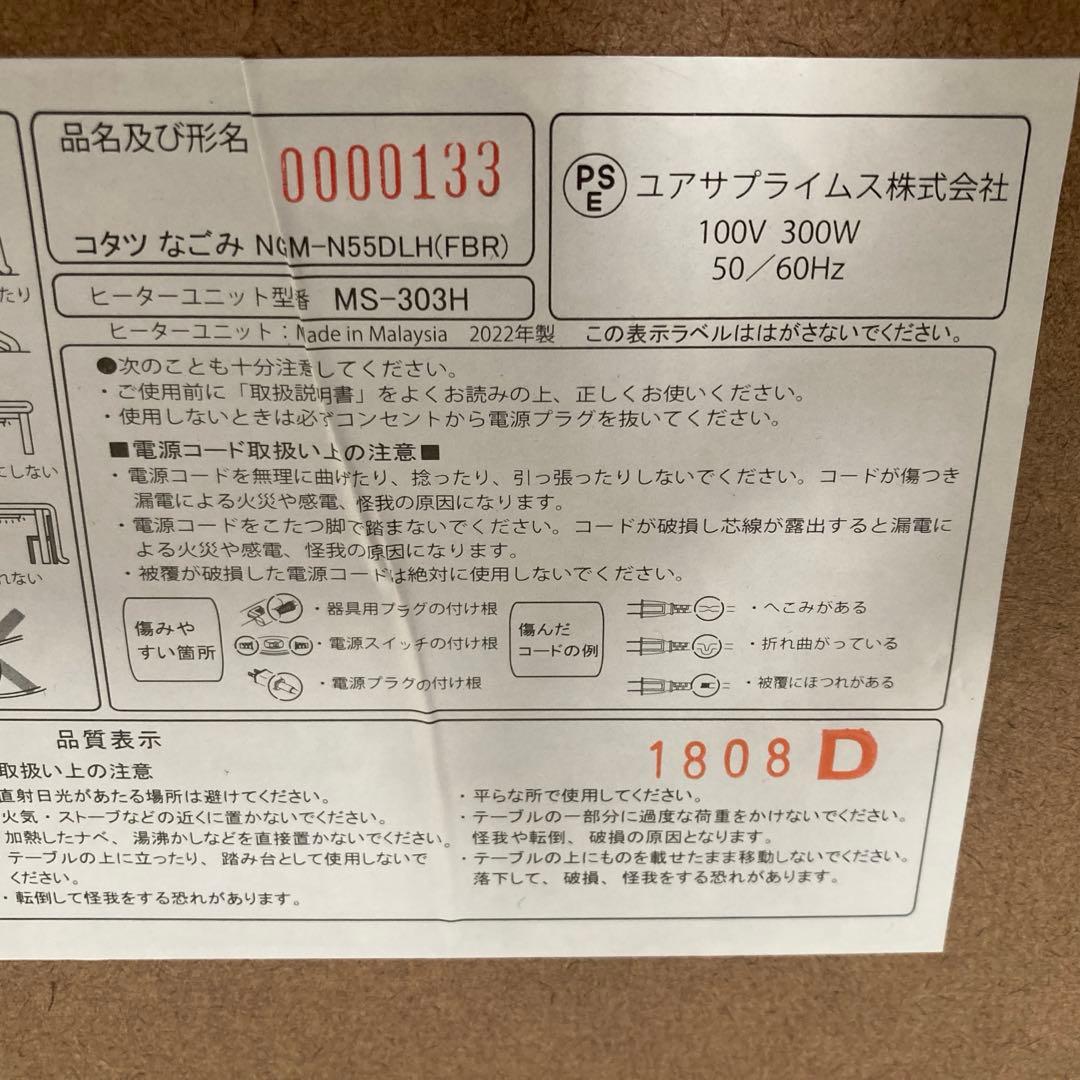 品名及び形名
0000133
コタツ なごみ NGM-N55DLH(FBR)
PSE ユアサプライムス株式会社
100V 300W
50／60Hz
ヒーターユニット型番 MS-303H
ヒーターユニット：Made in Malaysia 2022年製 この表示ラベルははがさないでください。
●次のことも十分注意してください。
・ご使用前に「取扱説明書」をよくお読みの上、正しくお使いください。
・使用しないときは必ずコンセントから電源プラグを抜いてください。
■電源コード取扱い上の注意■
・電源コードを無理に曲げたり、捻ったり、引っ張ったりしないでください。コードが傷つき
漏電による火災や感電、怪我の原因になります。
・電源コードをこたつ脚で踏まないでください。コードが破損し芯線が露出すると漏電に
よる火災や感電、怪我の原因になります。
・被覆が破損した電源コードは絶対に使用しないでください。
傷みや
すい箇所
・器具用プラグの付け根
・電源スイッチの付け根
・電源プラグの付け根
傷んだ
コードの例
・へこみがある
・折れ曲がっている
・被覆にほつれがある
たり
にしない
れない
品質表示
1808 D
取扱い上の注意
直射日光があたる場所は避けてください。
火気・ストーブなどの近くに置かないでください。
加熱したナベ、湯沸かしなどを直接置かないでください。
テーブルの上に立ったり、踏み台として使用しないで
ください。
・転倒して怪我をする恐れがあります。
・平らな所で使用してください。
・テーブルの一部分に過度な荷重をかけないでください。
怪我や転倒、破損の原因となります。
・テーブルの上にものを載せたまま移動しないでください。
落下して、破損、怪我をする恐れがあります。